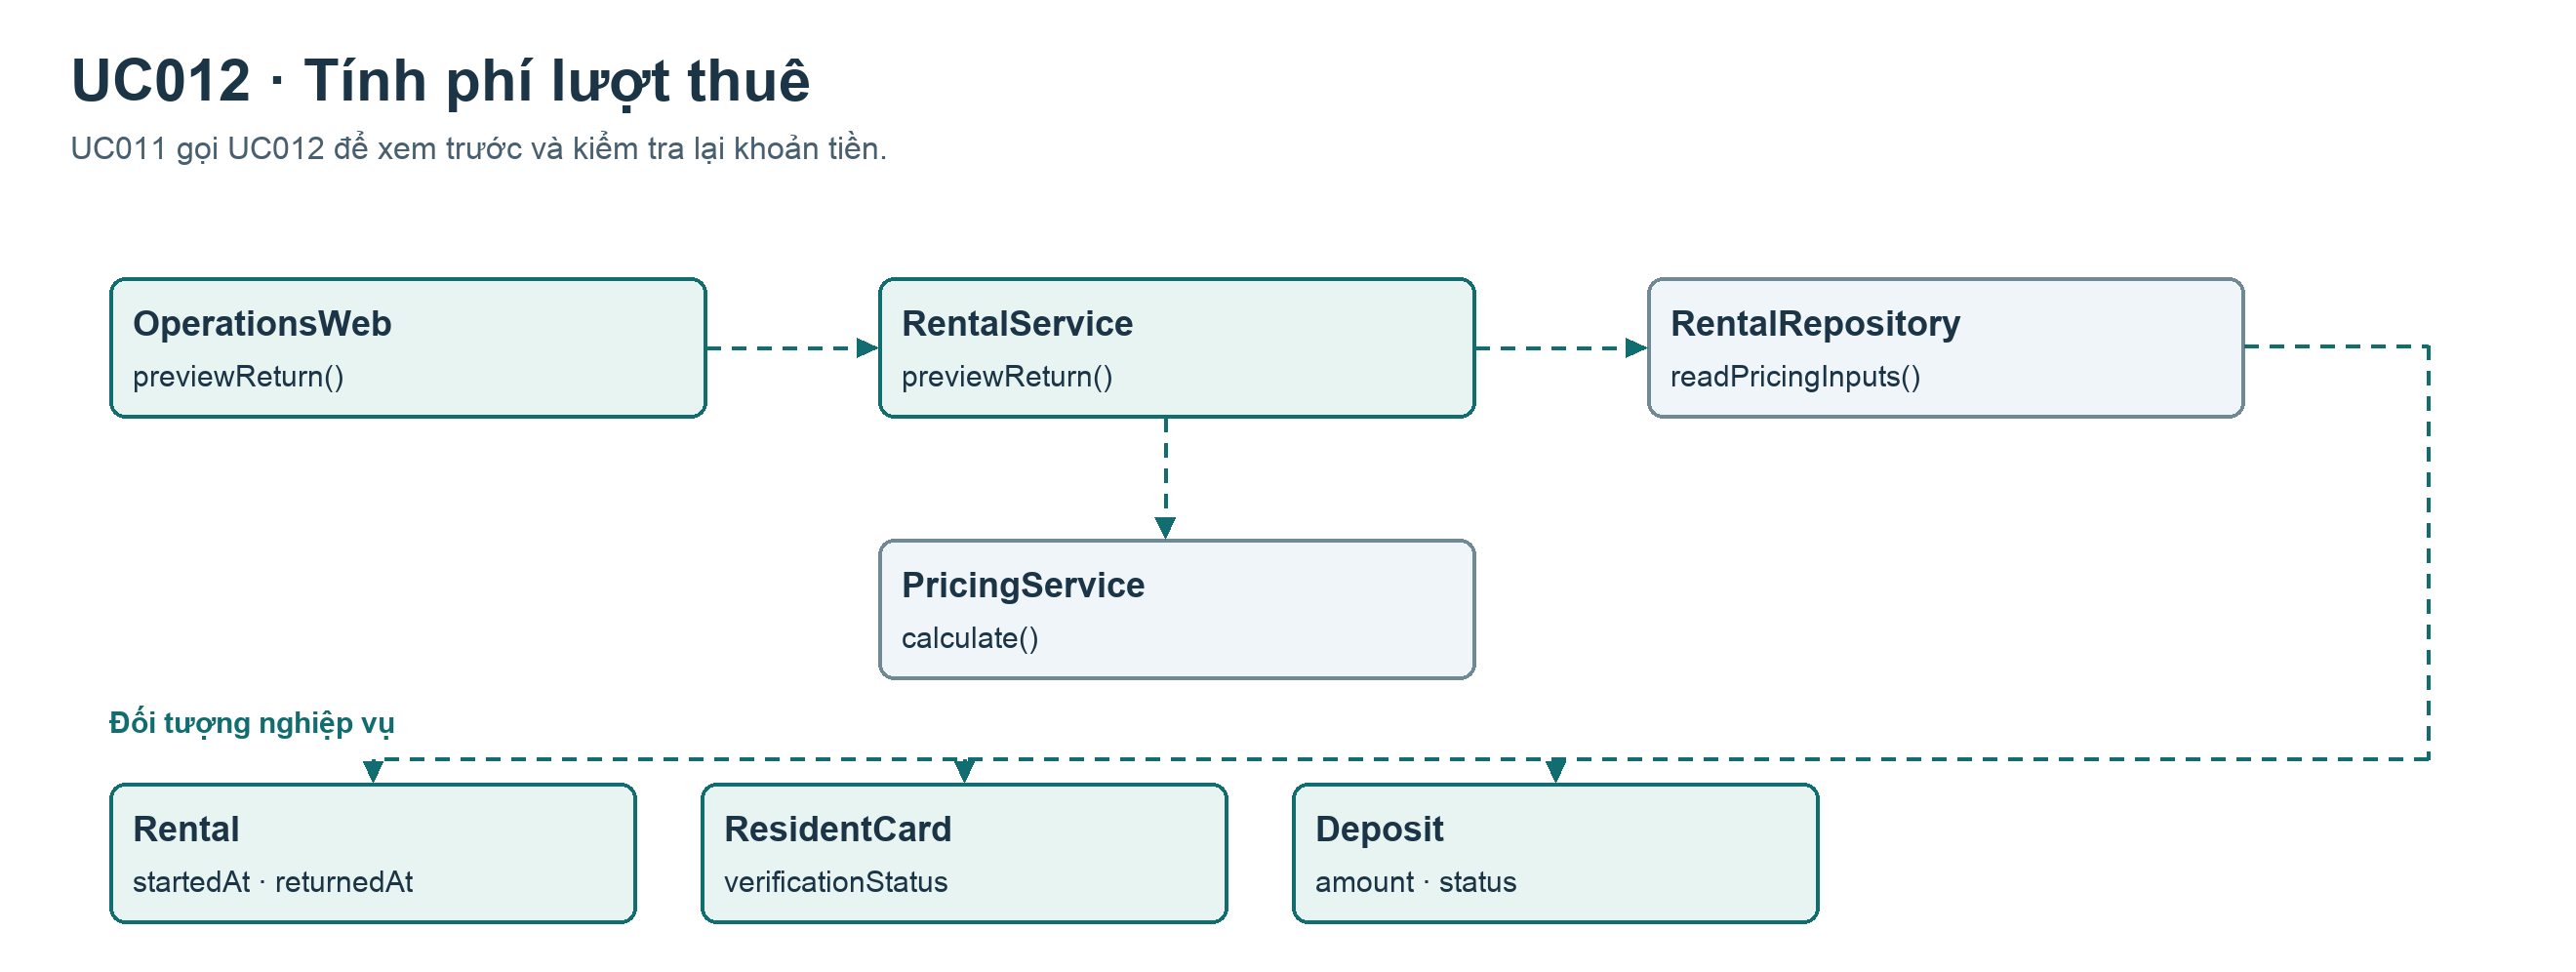 UC012 · Tính phí lượt thuê
UC011 gọi UC012 để xem trước và kiểm tra lại khoản tiền.
OperationsWeb
previewReturn()
RentalService
previewReturn()
RentalRepository
readPricingInputs()
PricingService
calculate()
Đối tượng nghiệp vụ
Rental
startedAt · returnedAt
ResidentCard
verificationStatus
Deposit
amount · status